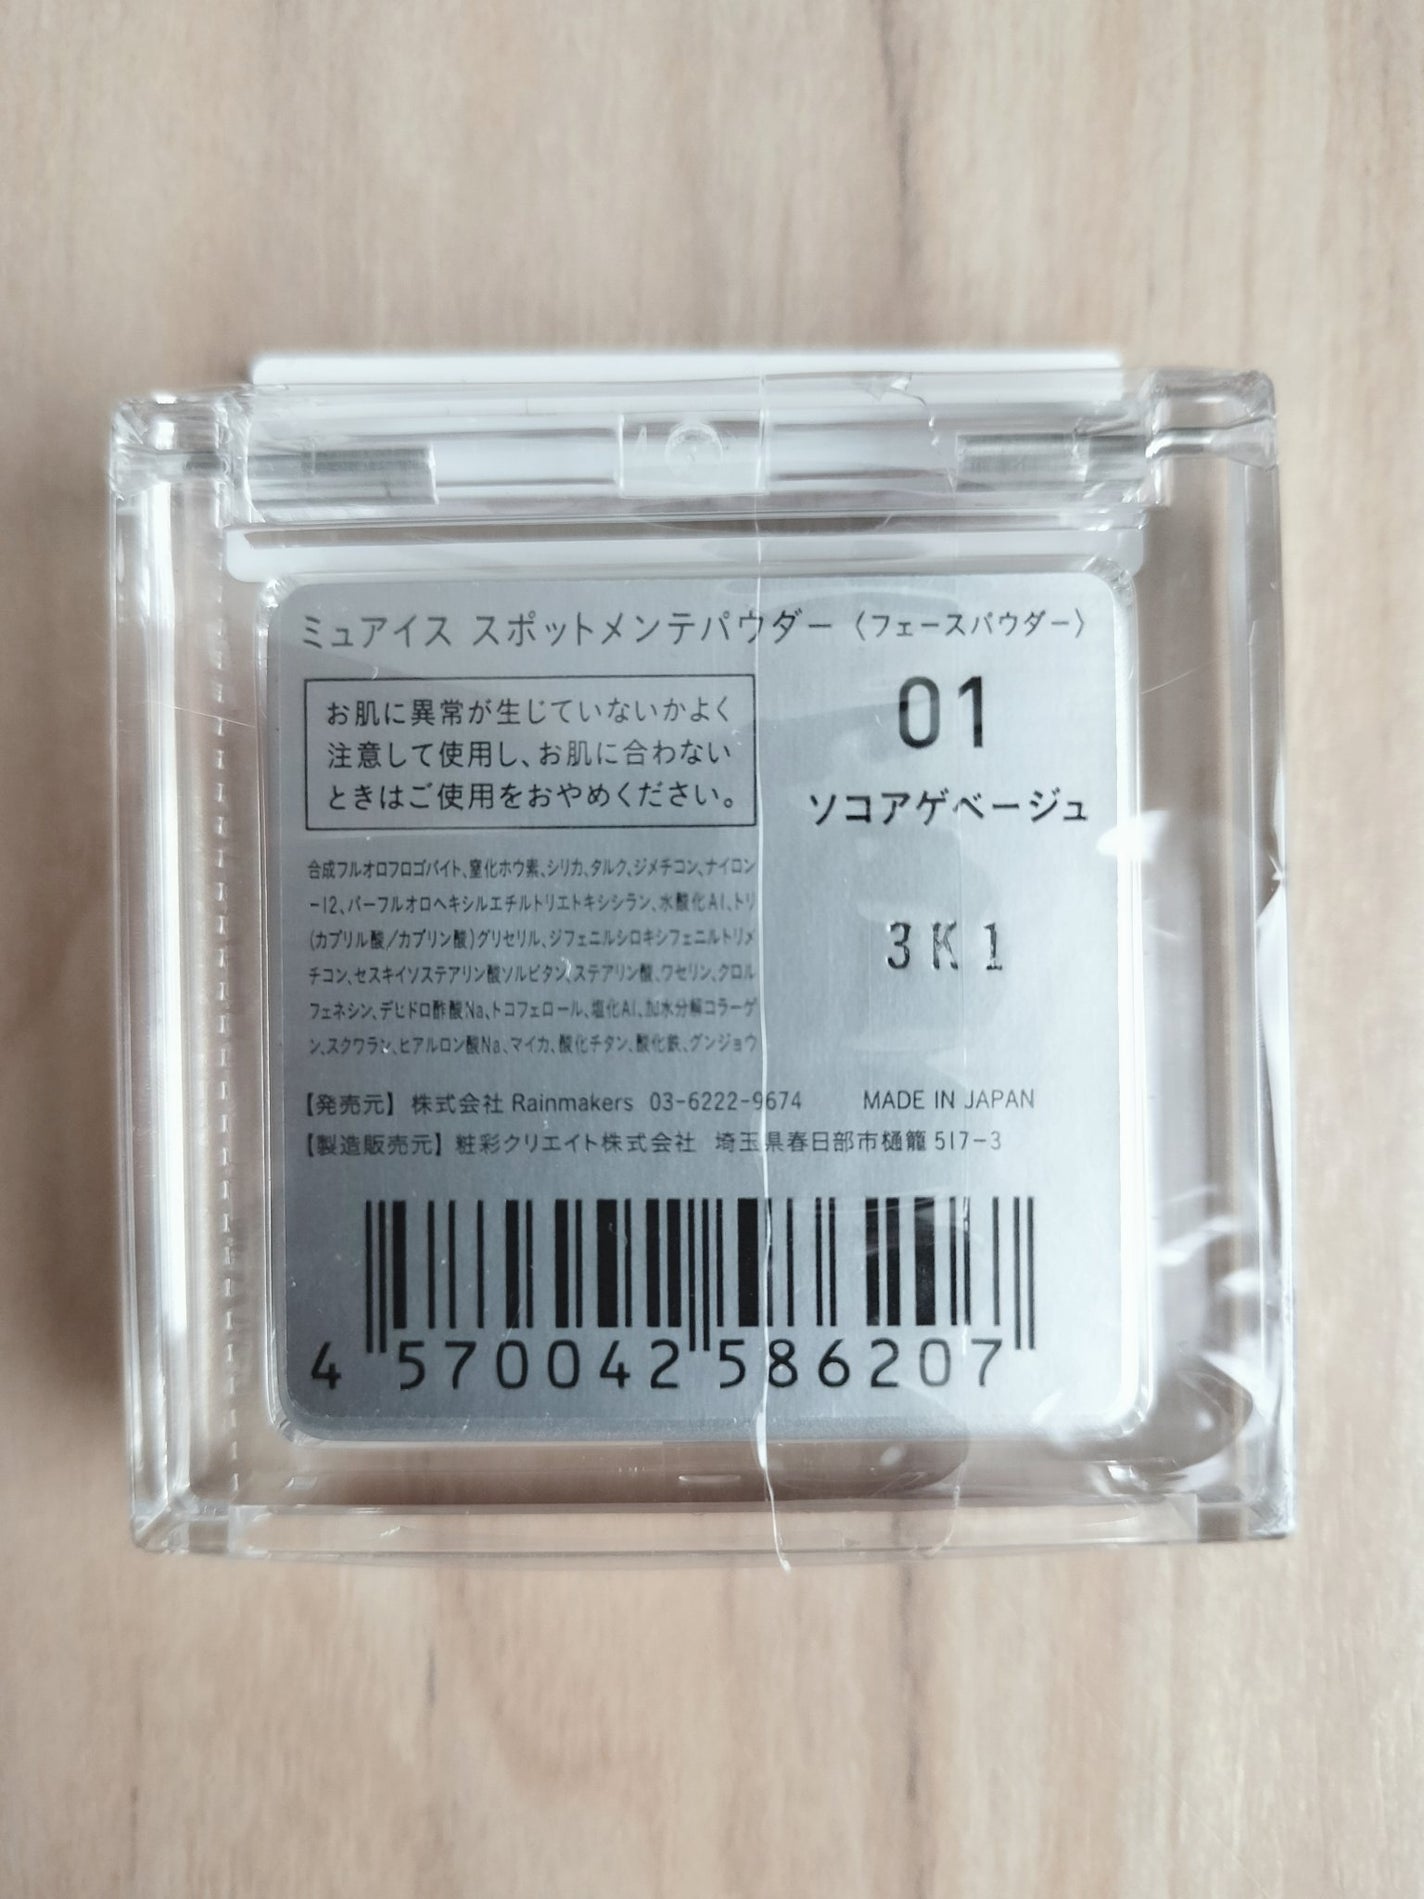 ミュアイス スポットメンテパウダー 〈フェースパウダー〉
お肌に異常が生じていないかよく
注意して使用し、お肌に合わない
ときはご使用をおやめください。
01
ソコアゲベージュ
3K1
合成フルオロフロゴパイト、窒化ホウ素、シリカ、タルク、ジメチコン、ナイロン
-12、パーフルオロヘキシルエチルトリエトキシシラン、水酸化Al、トリ
(カプリル酸/カプリン酸)グリセリル、ジフェニルシロキシフェニルトリメ
チコン、セスキイソステアリン酸ソルビタン、ステアリン酸、ワセリン、クロル
フェネシン、デヒドロ酢酸Na、トコフェロール、塩化Al、加水分解コラーゲ
ン、スクワラン、ヒアルロン酸Na、マイカ、酸化チタン、酸化鉄、グンジョウ
【発売元】 株式会社 Rainmakers 03-6222-9674 MADE IN JAPAN
【製造販売元】 粧彩クリエイト株式会社 埼玉県春日部市樋籠 517-3
4 570042 586207